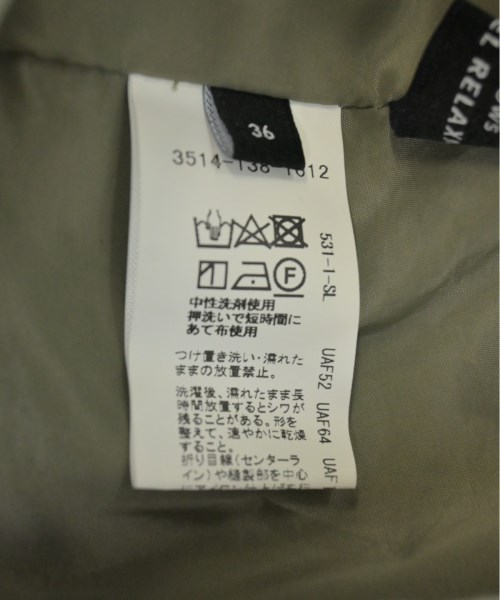 36
3514-138 1612
F
中性洗剤使用
押洗いで短時間に
あて布使用
つけ置き洗い・濡れた
ままの放置禁止。
洗濯後、濡れたまま長
時間放置するとシワが
残ることがある。形を
整えて、速やかに乾燥
すること。
折り目線(センターラ
イン)や縫製部を中心
531-1-SL UAF52 UAF64
EL RELAX